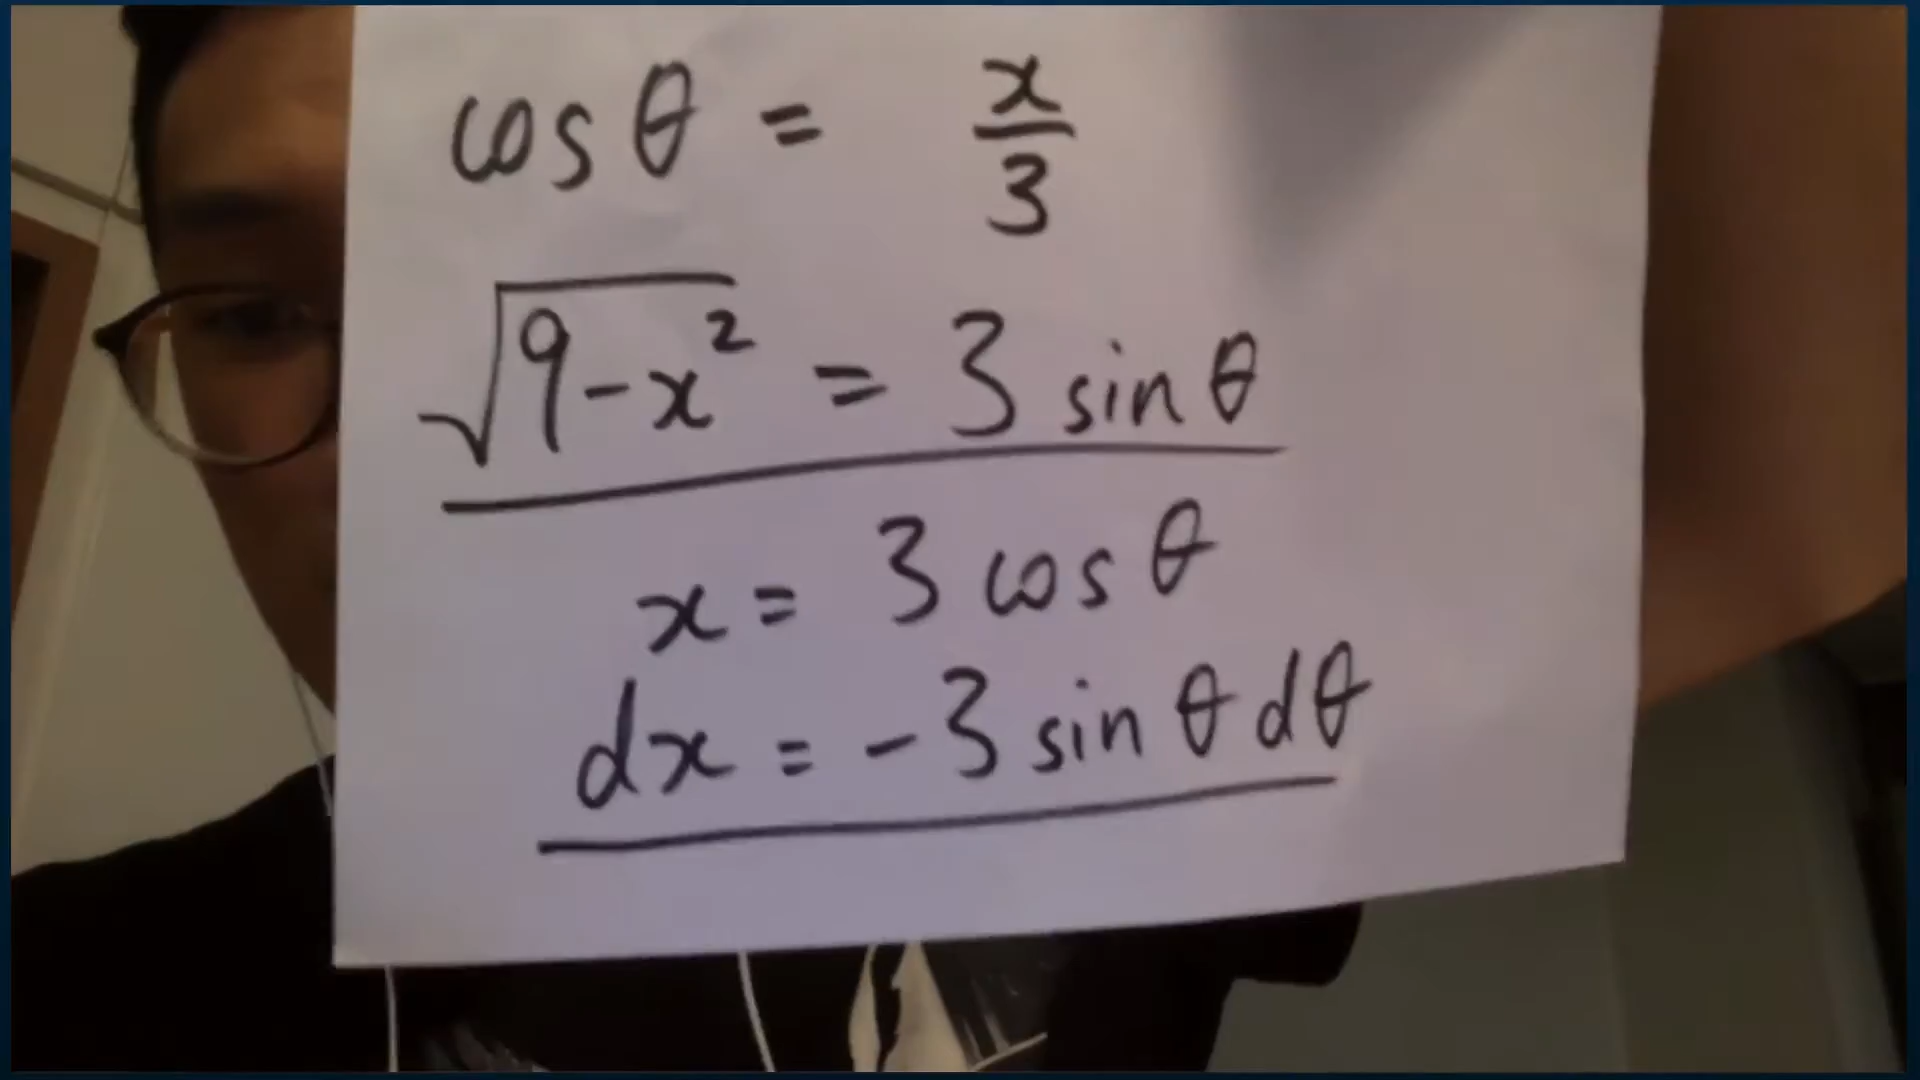 cos θ = x/3
√(9-x²) = 3 sin θ
x = 3 cos θ
dx = -3 sin θ dθ